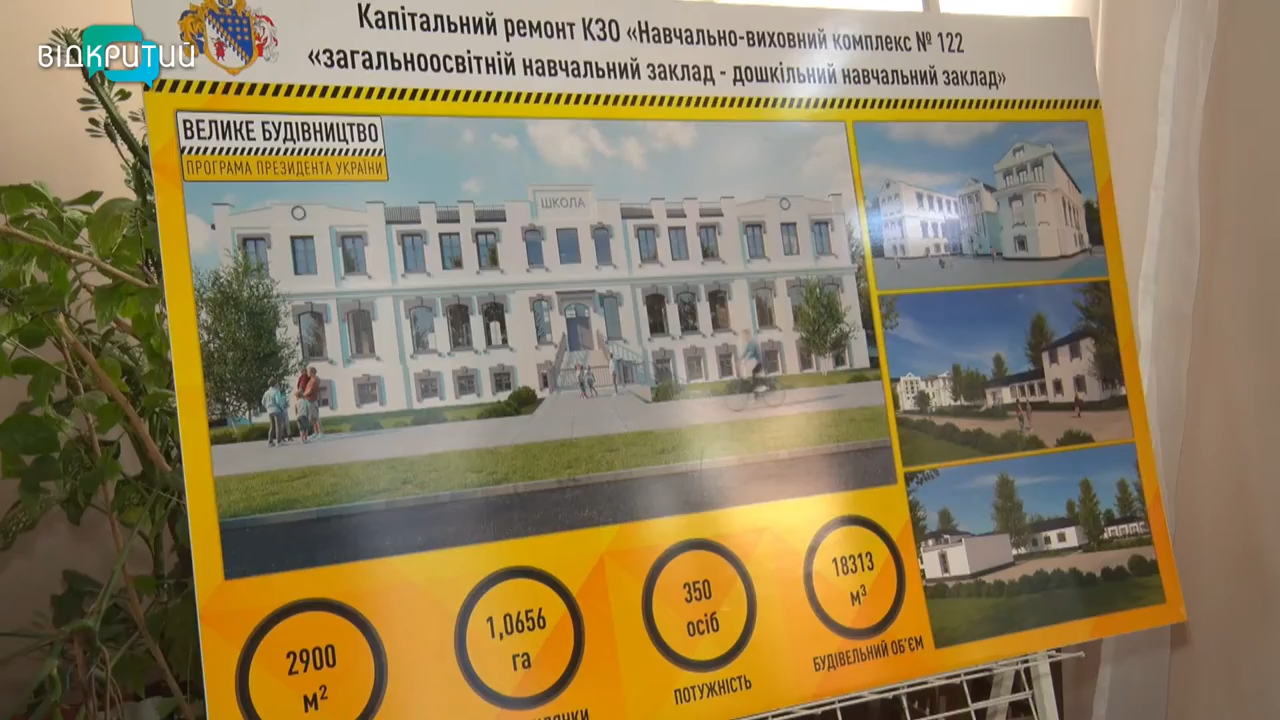 ВІДКРИТИЙ
Капітальний ремонт КЗО «Навчально-виховний комплекс № 122
«загальноосвітній навчальний заклад - дошкільний навчальний заклад»
ВЕЛИКЕ БУДІВНИЦТВО
ПРОГРАМА ПРЕЗИДЕНТА УКРАЇНИ
ШКОЛА
2900
м²
1,0656
га
350
осіб
ПОТУЖНІСТЬ
18313
м³
БУДІВЕЛЬНИЙ ОБ'ЄМ